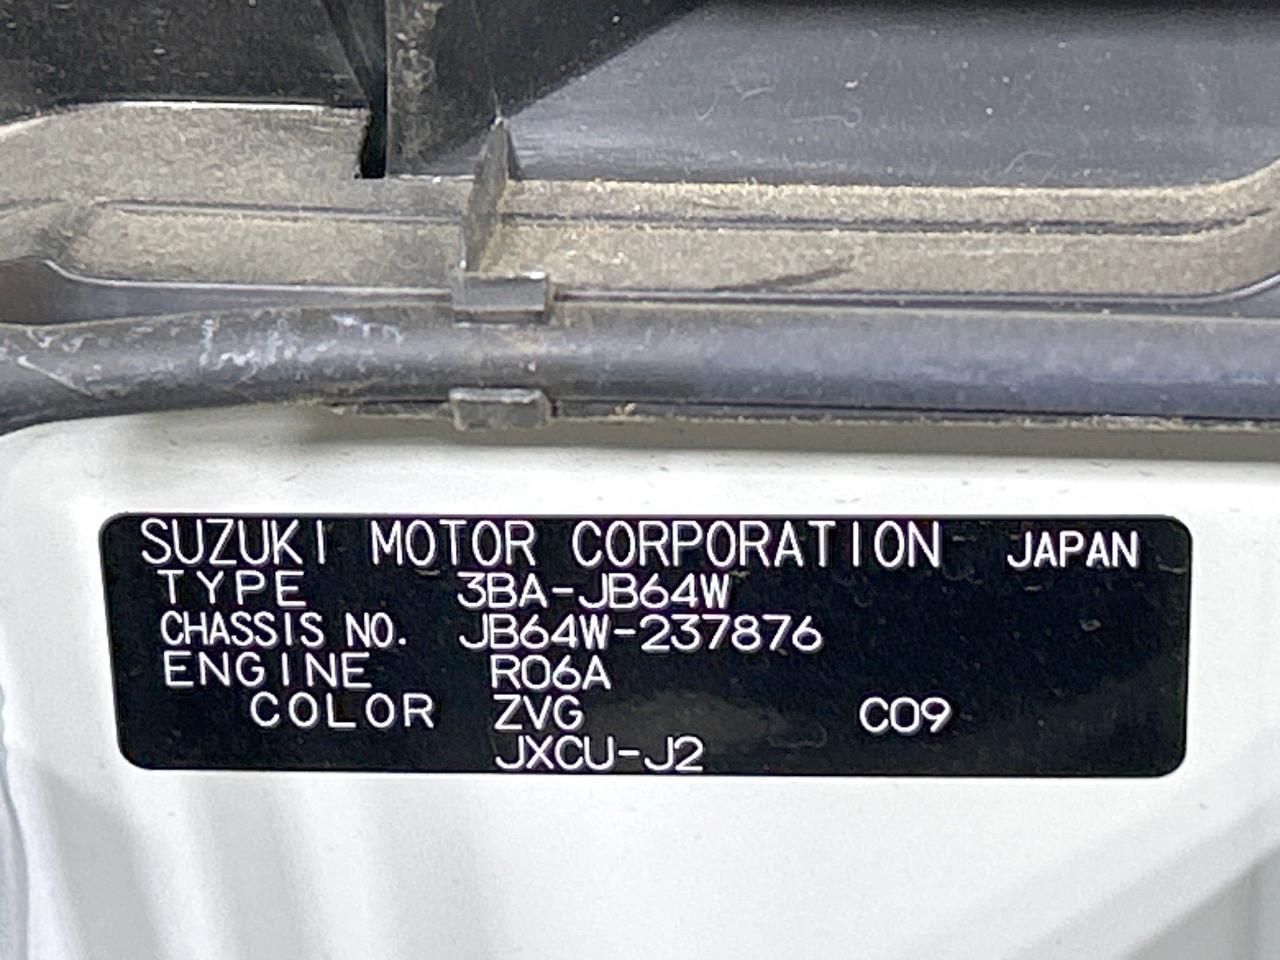 SUZUKI MOTOR CORPORATION JAPAN
TYPE 3BA-JB64W
CHASSIS NO. JB64W-237876
ENGINE R06A
COLOR ZVG C09
JXCU-J2